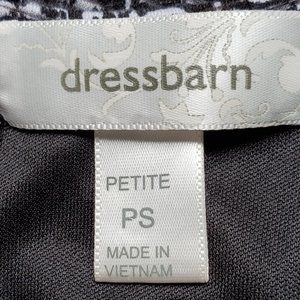 dressbarn
PETITE
PS
MADE IN
VIETNAM